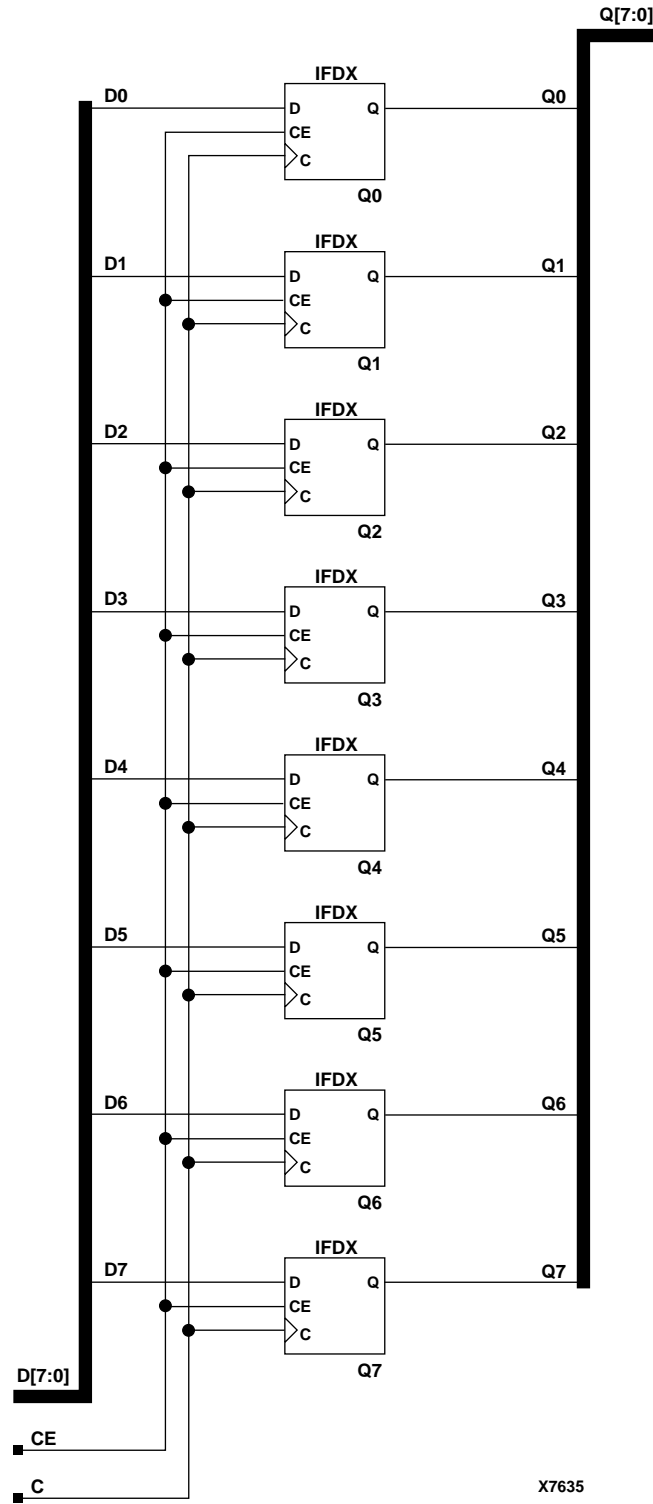 Q[7:0]
IFDX
D0
D
Q
Q0
CE
C
Q0
IFDX
D1
D
Q
Q1
CE
C
Q1
IFDX
D2
D
Q
Q2
CE
C
Q2
IFDX
D3
D
Q
Q3
CE
C
Q3
IFDX
D4
D
Q
Q4
CE
C
Q4
IFDX
D5
D
Q
Q5
CE
C
Q5
IFDX
D6
D
Q
Q6
CE
C
Q6
IFDX
D7
D
Q
Q7
CE
C
Q7
D[7:0]
CE
C
X7635